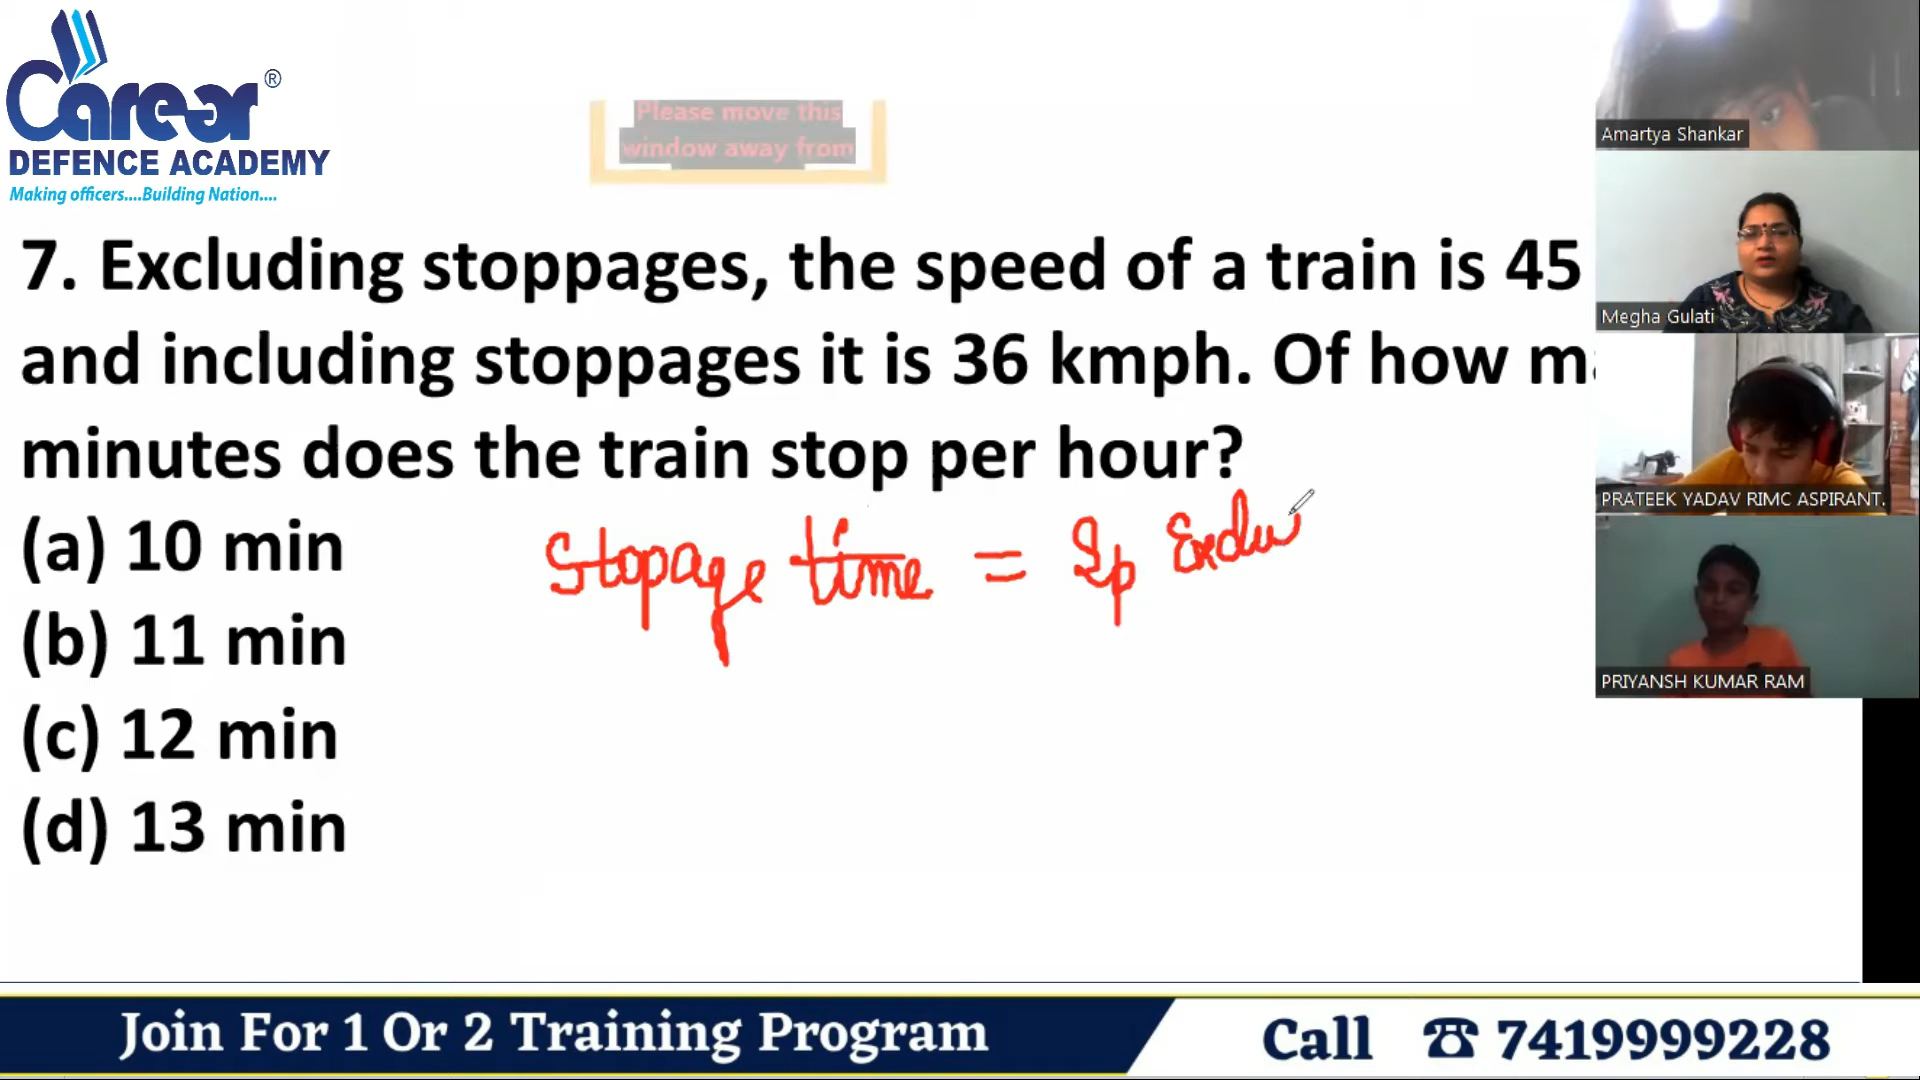 Career®
DEFENCE ACADEMY
Making officers....Building Nation....
Please move this
window away from
7. Excluding stoppages, the speed of a train is 45
and including stoppages it is 36 kmph. Of how ma
minutes does the train stop per hour?
(a) 10 min
(b) 11 min
(c) 12 min
(d) 13 min
Stopage time = Sp Exclu
Amartya Shankar
Megha Gulati
PRATEEK YADAV RIMC ASPIRANT.
PRIYANSH KUMAR RAM
Join For 1 Or 2 Training Program
Call ☎ 7419999228